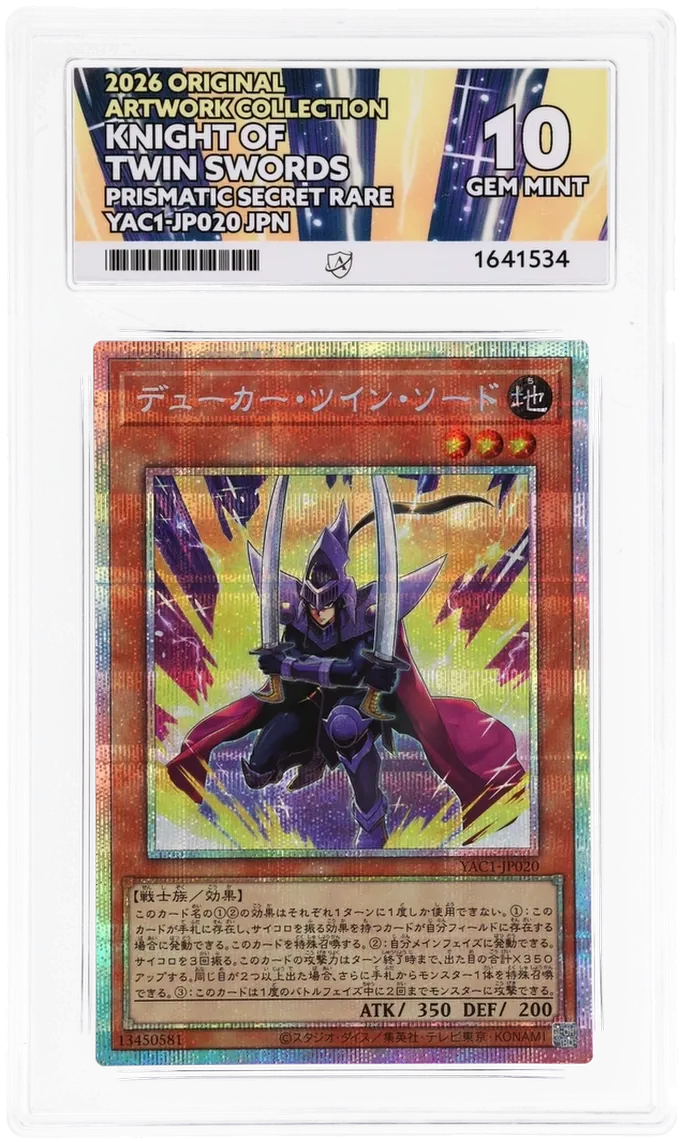 2026 ORIGINAL
ARTWORK COLLECTION
KNIGHT OF
TWIN SWORDS
PRISMATIC SECRET RARE
YAC1-JP020 JPN
10
GEM MINT
1641534
デューカー・ツイン・ソード
地
YAC1-JP020
【戦士族/効果】
このカード名の①②の効果はそれぞれ1ターンに1度しか使用できない。①:この
カードが手札に存在し、サイコロを振る効果を持つカードが自分フィールドに存在する
場合に発動できる。このカードを特殊召喚する。②:自分メインフェイズに発動できる。
サイコロを3回振る。このカードの攻撃力はターン終了時まで、出た目の合計×350
アップする。同じ目が2つ以上出た場合、さらに手札からモンスター1体を特殊召喚
できる。③:このカードは1度のバトルフェイズ中に2回までモンスターに攻撃できる。
ATK/ 350 DEF/ 200
13450581
©スタジオ・ダイス/集英社・テレビ東京・KONAMI